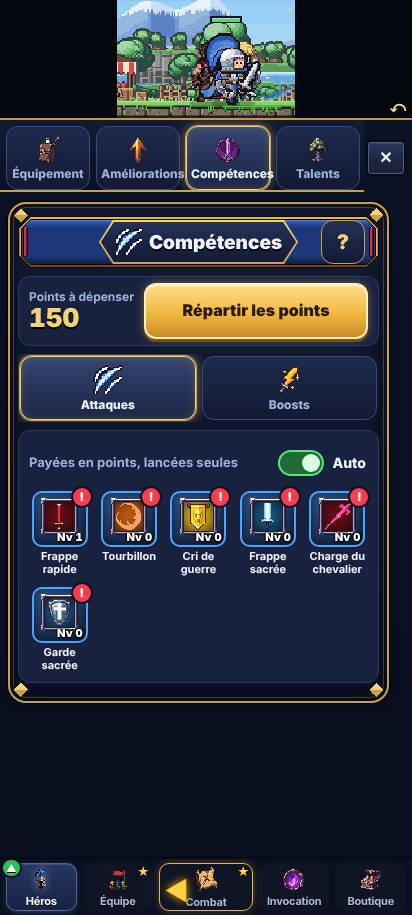 Équipement
Améliorations
Compétences
Talents
×
Compétences
?
Points à dépenser
150
Répartir les points
Attaques
Boosts
Payées en points, lancées seules
Auto
!
!
!
!
!
Nv 1
Nv 0
Nv 0
Nv 0
Nv 0
Frappe rapide
Tourbillon
Cri de guerre
Frappe sacrée
Charge du chevalier
!
Nv 0
Garde sacrée
Héros
Équipe
Combat
Invocation
Boutique